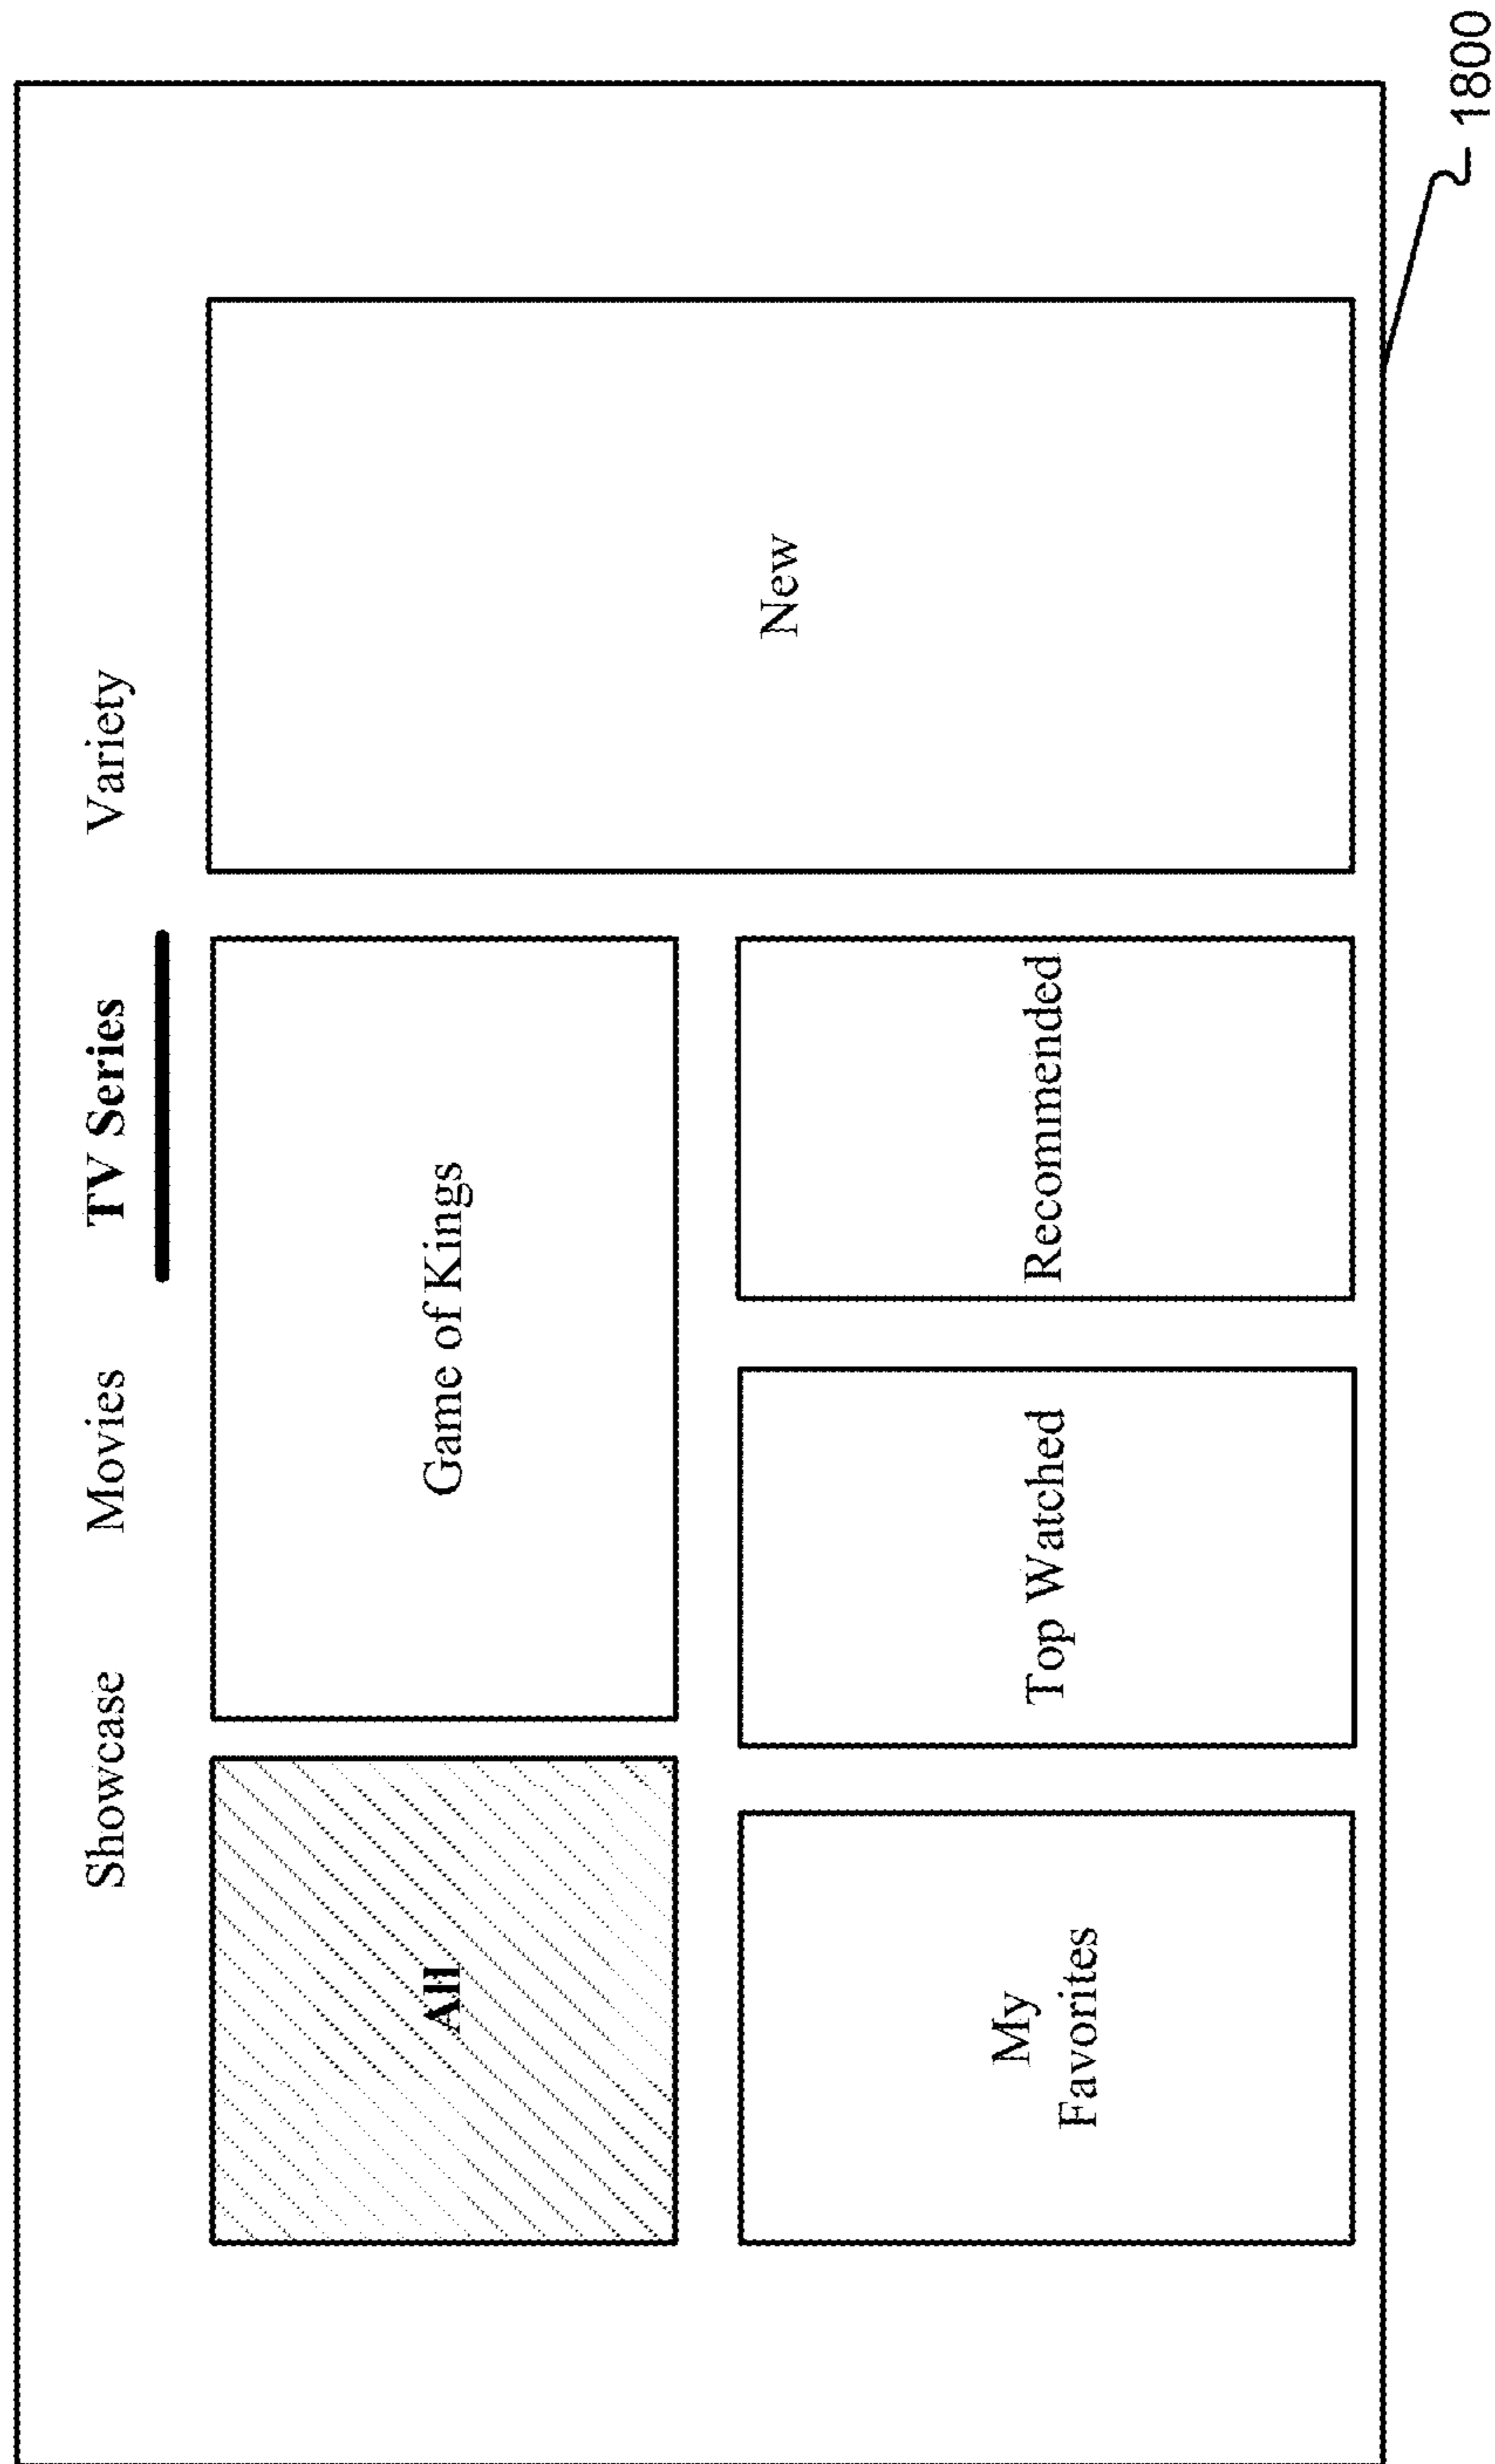 Showcase
Movies
TV Series
Variety
All
Game of Kings
New
My
Favorites
Top Watched
Recommended
1800